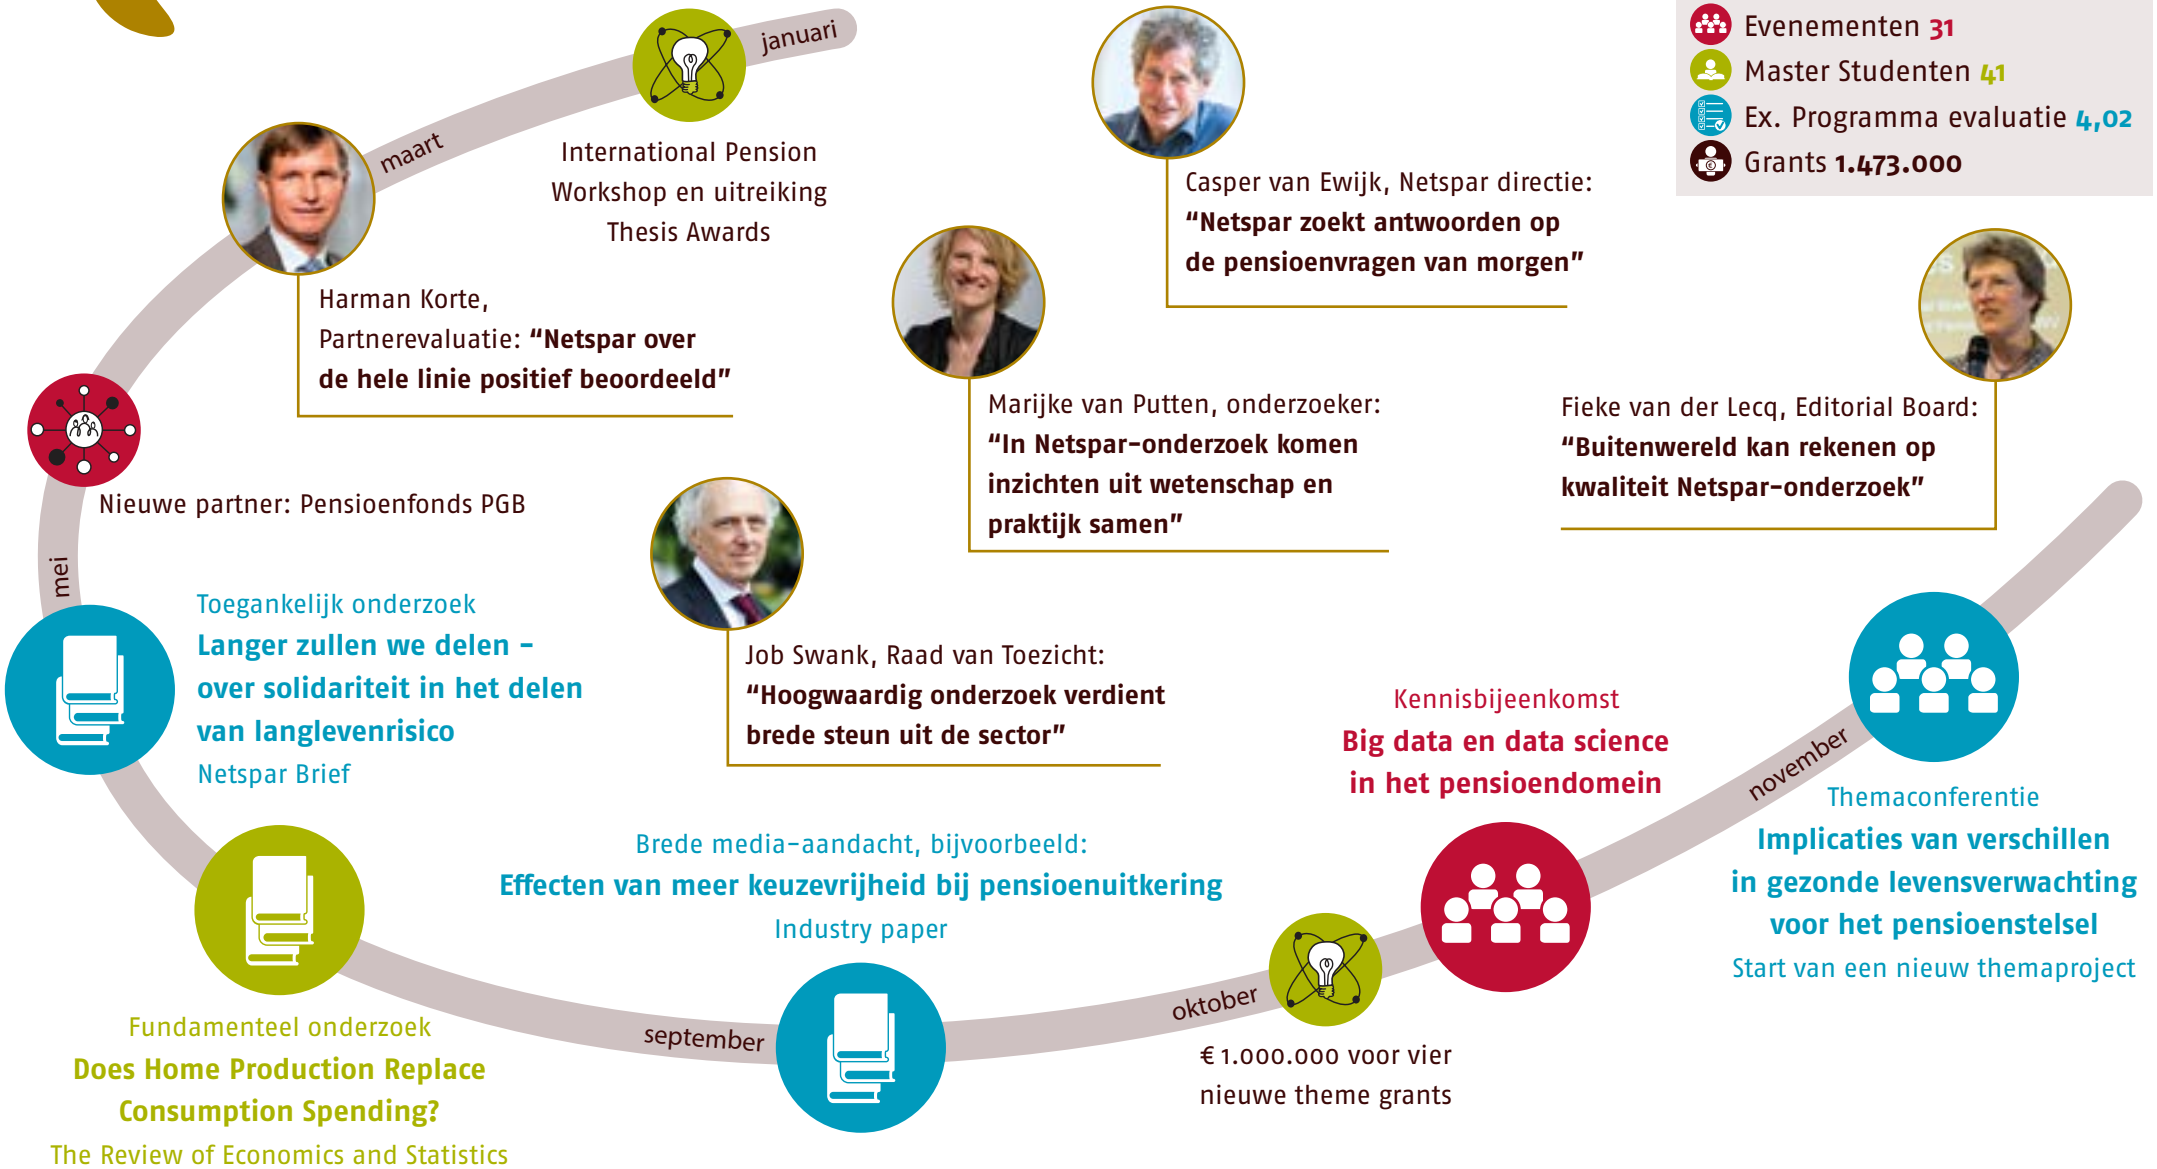 januari
International Pension
Workshop en uitreiking
Thesis Awards
maart
Harman Korte,
Partnerevaluatie: “Netspar over
de hele linie positief beoordeeld”
Casper van Ewijk, Netspar directie:
“Netspar zoekt antwoorden op
de pensioenvragen van morgen”
Evenementen 31
Master Studenten 41
Ex. Programma evaluatie 4,02
Grants 1.473.000
Marijke van Putten, onderzoeker:
“In Netspar-onderzoek komen
inzichten uit wetenschap en
praktijk samen”
Fieke van der Lecq, Editorial Board:
“Buitenwereld kan rekenen op
kwaliteit Netspar-onderzoek”
Nieuwe partner: Pensioenfonds PGB
mei
Toegankelijk onderzoek
Langer zullen we delen –
over solidariteit in het delen
van langlevenrisico
Netspar Brief
Job Swank, Raad van Toezicht:
“Hoogwaardig onderzoek verdient
brede steun uit de sector”
Fundamenteel onderzoek
Does Home Production Replace
Consumption Spending?
The Review of Economics and Statistics
september
Brede media-aandacht, bijvoorbeeld:
Effecten van meer keuzevrijheid bij pensioenuitkering
Industry paper
oktober
€ 1.000.000 voor vier
nieuwe theme grants
Kennisbijeenkomst
Big data en data science
in het pensioendomein
november
Themaconferentie
Implicaties van verschillen
in gezonde levensverwachting
voor het pensioenstelsel
Start van een nieuw themaproject